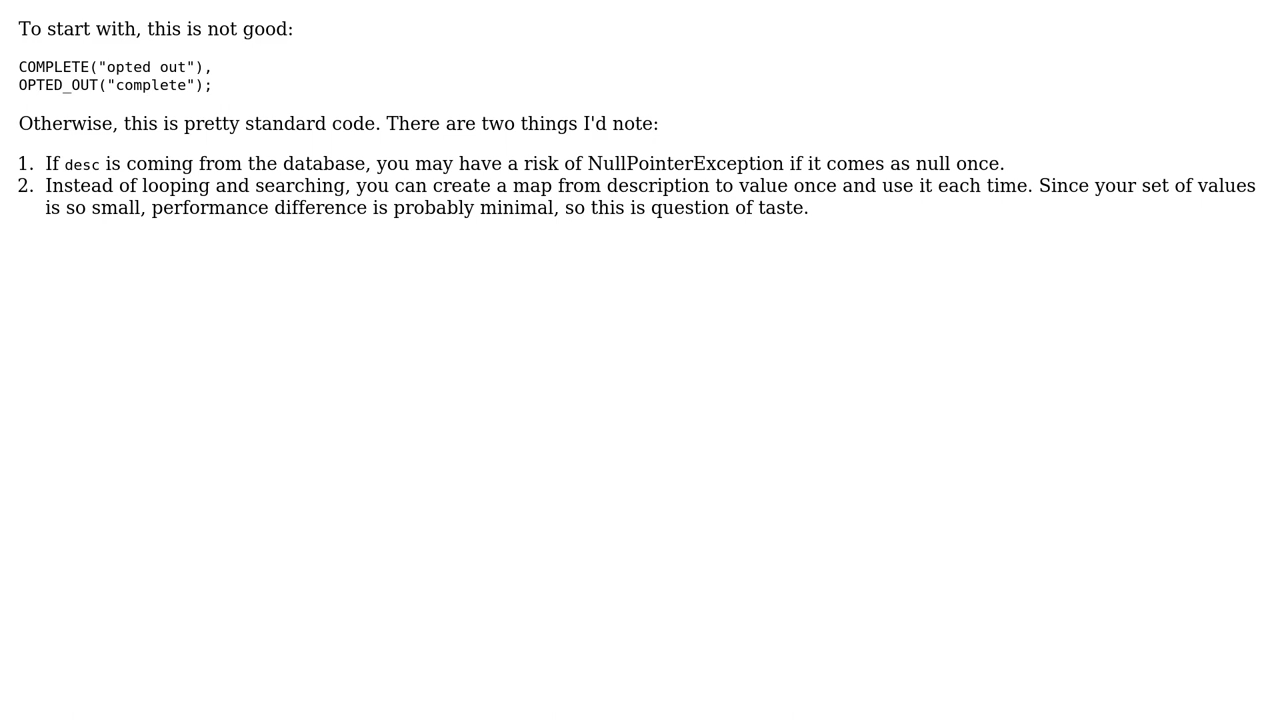 To start with, this is not good:
COMPLETE("opted out"),
OPTED_OUT("complete");
Otherwise, this is pretty standard code. There are two things I'd note:
1. If desc is coming from the database, you may have a risk of NullPointerException if it comes as null once.
2. Instead of looping and searching, you can create a map from description to value once and use it each time. Since your set of values
is so small, performance difference is probably minimal, so this is question of taste.